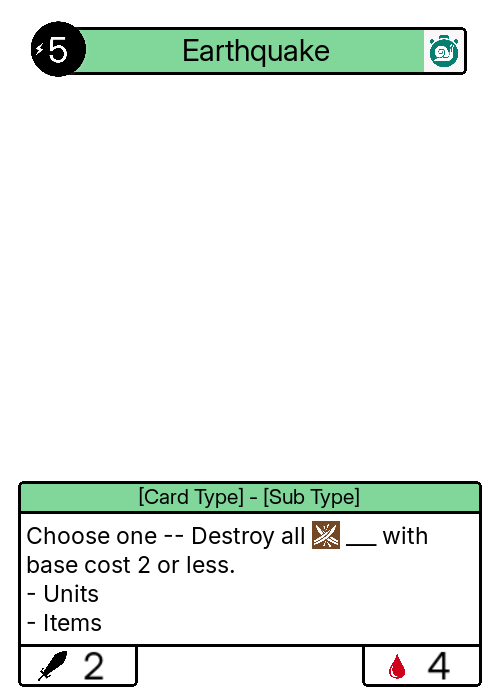 5 Earthquake
[Card Type] - [Sub Type]
Choose one -- Destroy all ___ with
base cost 2 or less.
- Units
- Items
2 4